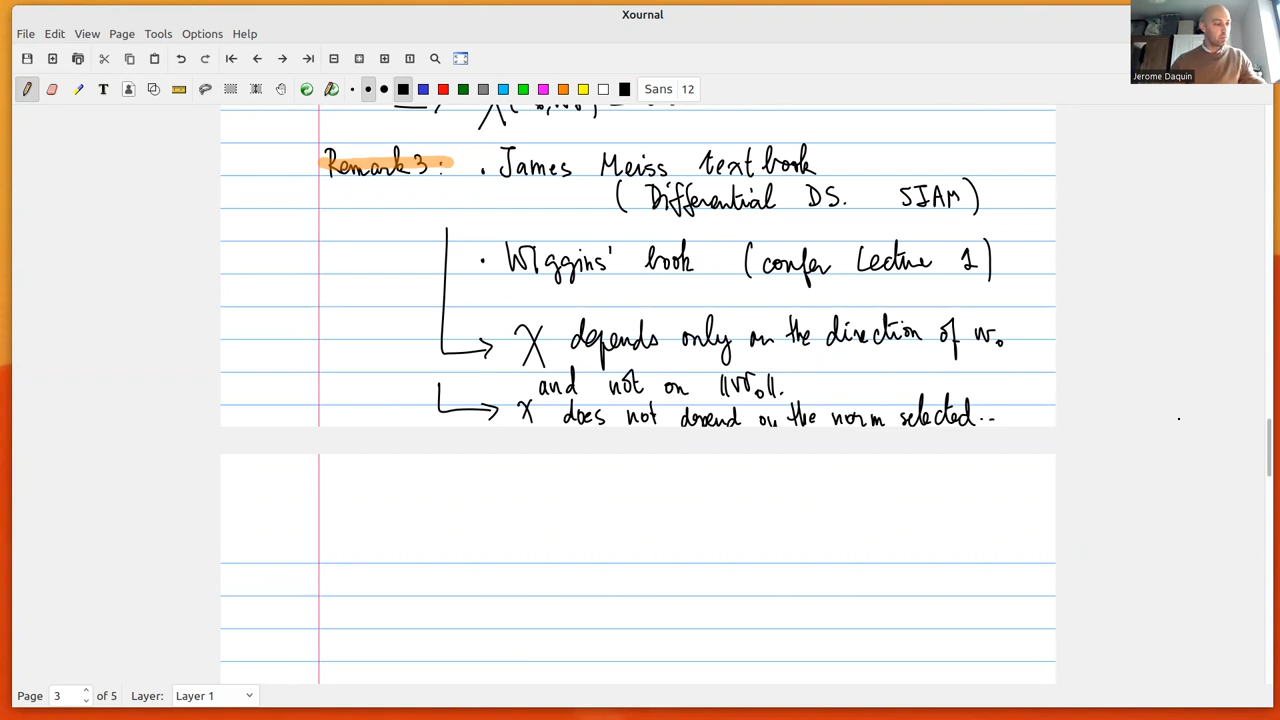 Xournal
File Edit View Page Tools Options Help
Sans 12
Jerome Daquin
Remark 3: . James Meiss textbook
(Differential DS. SIAM)
. Wiggins' book (confer Lecture 1)
→ χ depends only on the direction of w₀
and not on ||w₀||.
→ χ does not depend on the norm selected...
Page 3 of 5 Layer: Layer 1